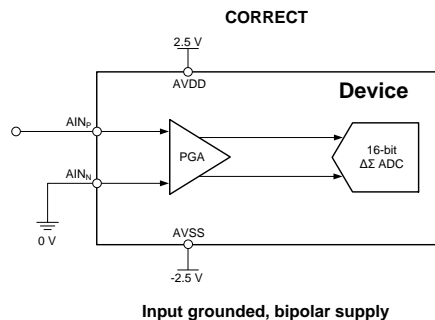 CORRECT
2.5 V
AVDD
Device
AINP
PGA
16-bit
ΔΣ ADC
AINN
0 V
AVSS
-2.5 V
Input grounded, bipolar supply